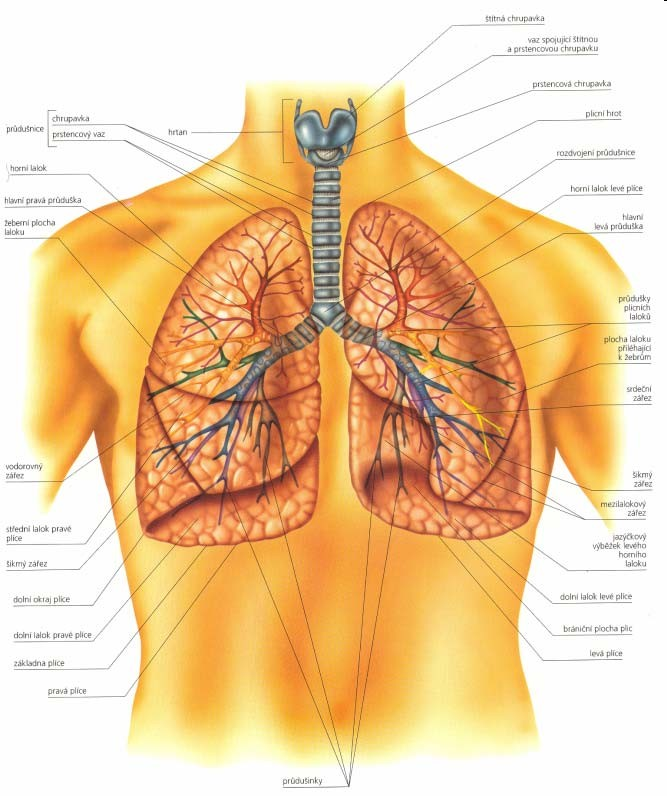 štítná chrupavka
vaz spojující štítnou
a prstencovou chrupavku
prstencová chrupavka
plicní hrot
rozdvojení průdušnice
horní lalok levé plíce
hlavní
levá průduška
průdušky
plicních
laloků
plocha laloku
přiléhající
k žebrům
srdeční
zářez
šikmý
zářez
mezilalokový
zářez
jazýčkový
výběžek levého
horního
laloku
dolní lalok levé plíce
brániční plocha plic
levá plíce
průdušnice
chrupavka
prstencový vaz
hrtan
horní lalok
hlavní pravá průduška
žeberní plocha
laloku
vodorovný
zářez
střední lalok pravé
plíce
šikmý zářez
dolní okraj plíce
dolní lalok pravé plíce
základna plíce
pravá plíce
průdušinky